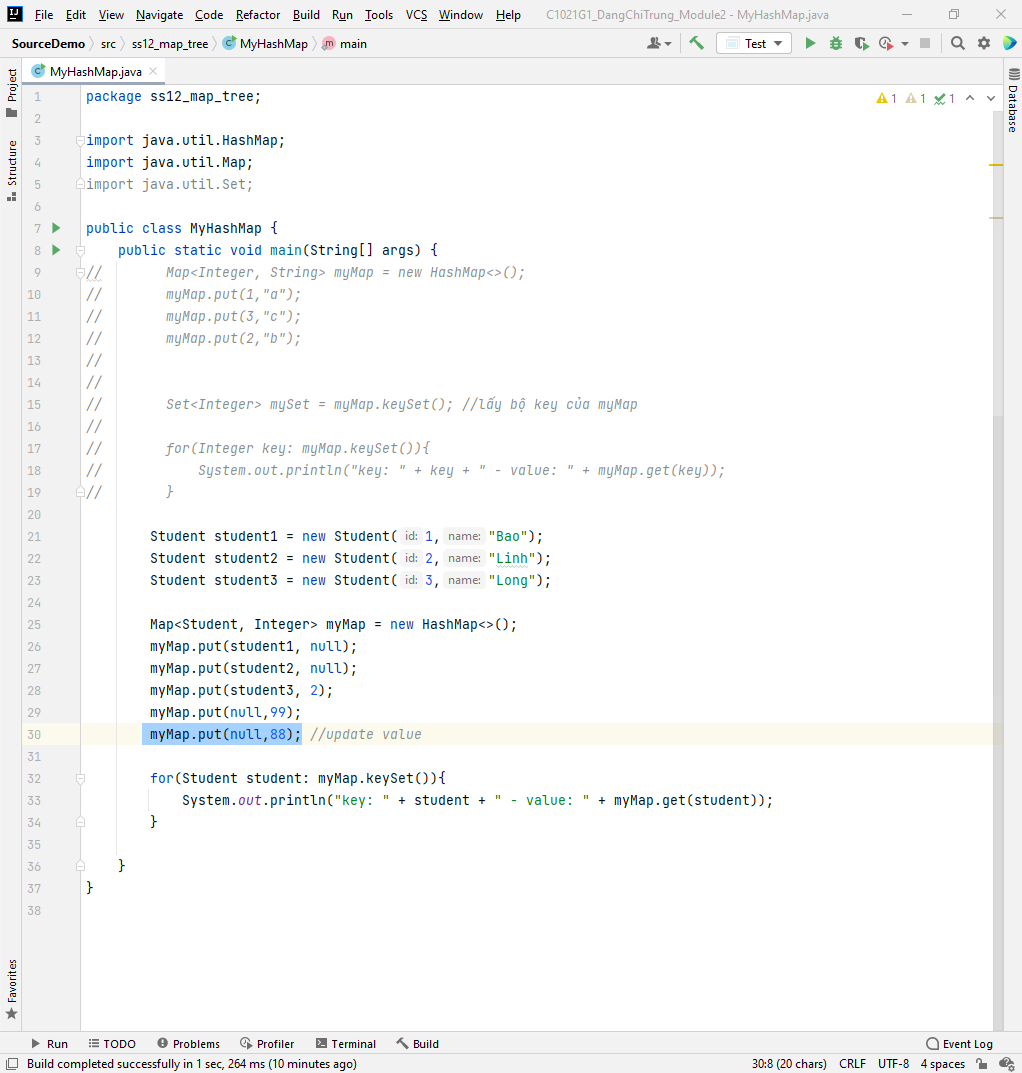 File Edit View Navigate Code Refactor Build Run Tools VCS Window Help C1021G1_DangChiTrung_Module2 - MyHashMap.java
SourceDemo src ss12_map_tree MyHashMap main Test
MyHashMap.java
Project
Structure
Favorites
Database
1 1 1
1 package ss12_map_tree;
2
3 import java.util.HashMap;
4 import java.util.Map;
5 import java.util.Set;
6
7 public class MyHashMap {
8 public static void main(String[] args) {
9 // Map<Integer, String> myMap = new HashMap<>();
10 // myMap.put(1,"a");
11 // myMap.put(3,"c");
12 // myMap.put(2,"b");
13 //
14 //
15 // Set<Integer> mySet = myMap.keySet(); //lấy bộ key của myMap
16 //
17 // for(Integer key: myMap.keySet()){
18 // System.out.println("key: " + key + " - value: " + myMap.get(key));
19 // }
20
21 Student student1 = new Student( id: 1, name: "Bao");
22 Student student2 = new Student( id: 2, name: "Linh");
23 Student student3 = new Student( id: 3, name: "Long");
24
25 Map<Student, Integer> myMap = new HashMap<>();
26 myMap.put(student1, null);
27 myMap.put(student2, null);
28 myMap.put(student3, 2);
29 myMap.put(null,99);
30 myMap.put(null,88); //update value
31
32 for(Student student: myMap.keySet()){
33 System.out.println("key: " + student + " - value: " + myMap.get(student));
34 }
35
36 }
37 }
38
Run TODO Problems Profiler Terminal Build Event Log
Build completed successfully in 1 sec, 264 ms (10 minutes ago) 30:8 (20 chars) CRLF UTF-8 4 spaces